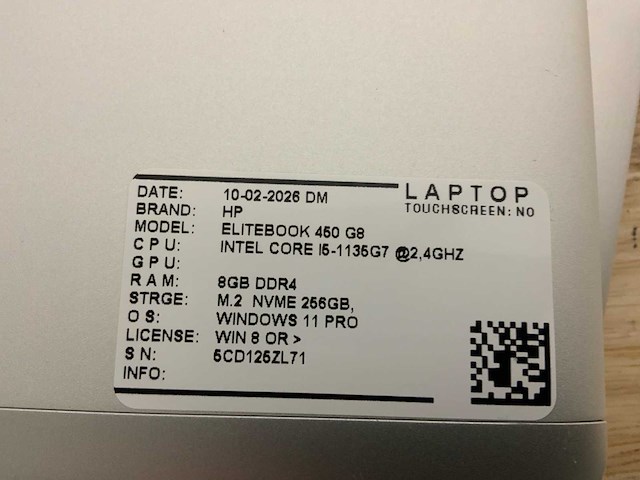 LAPTOP
TOUCHSCREEN: NO
DATE: 10-02-2026 DM
BRAND: HP
MODEL: ELITEBOOK 450 G8
CPU: INTEL CORE I5-1135G7 @2,4GHZ
GPU:
RAM: 8GB DDR4
STRGE: M.2 NVME 256GB,
OS: WINDOWS 11 PRO
LICENSE: WIN 8 OR >
SN: 5CD125ZL71
INFO: